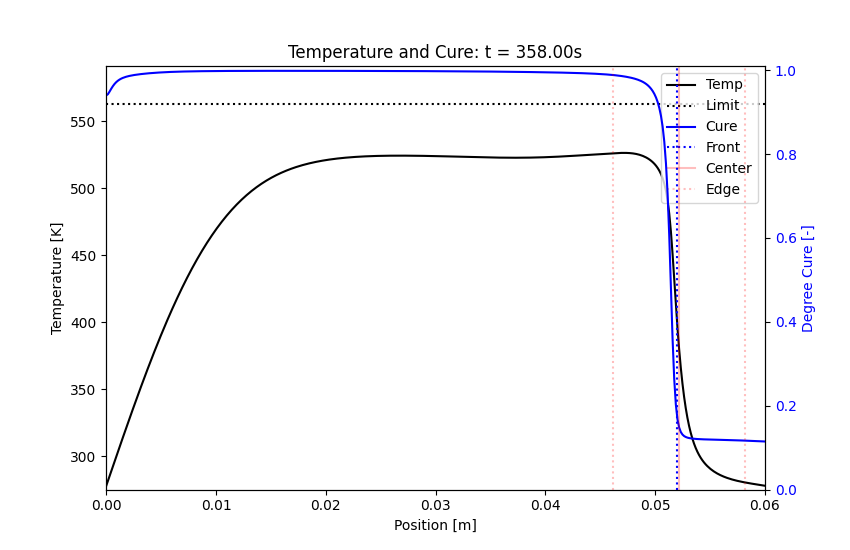 Temperature and Cure: t = 358.00s
Temp
Limit
Cure
Front
Center
Edge
550
500
450
400
350
300
Temperature [K]
1.0
0.8
0.6
0.4
0.2
0.0
Degree Cure [-]
0.00 0.01 0.02 0.03 0.04 0.05 0.06
Position [m]